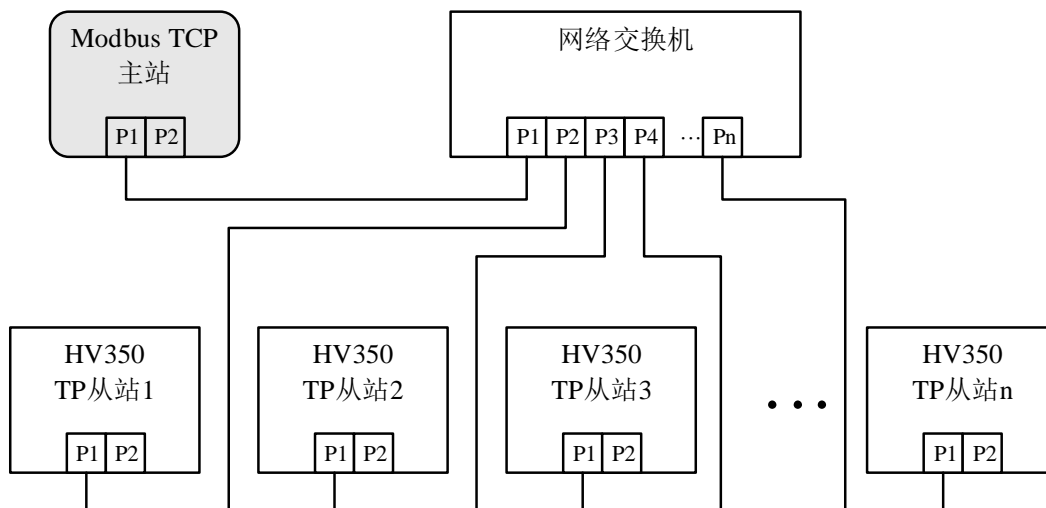 Modbus TCP
主站
P1 P2
网络交换机
P1 P2 P3 P4 … Pn
HV350
TP从站1
P1 P2
HV350
TP从站2
P1 P2
HV350
TP从站3
P1 P2
HV350
TP从站n
P1 P2